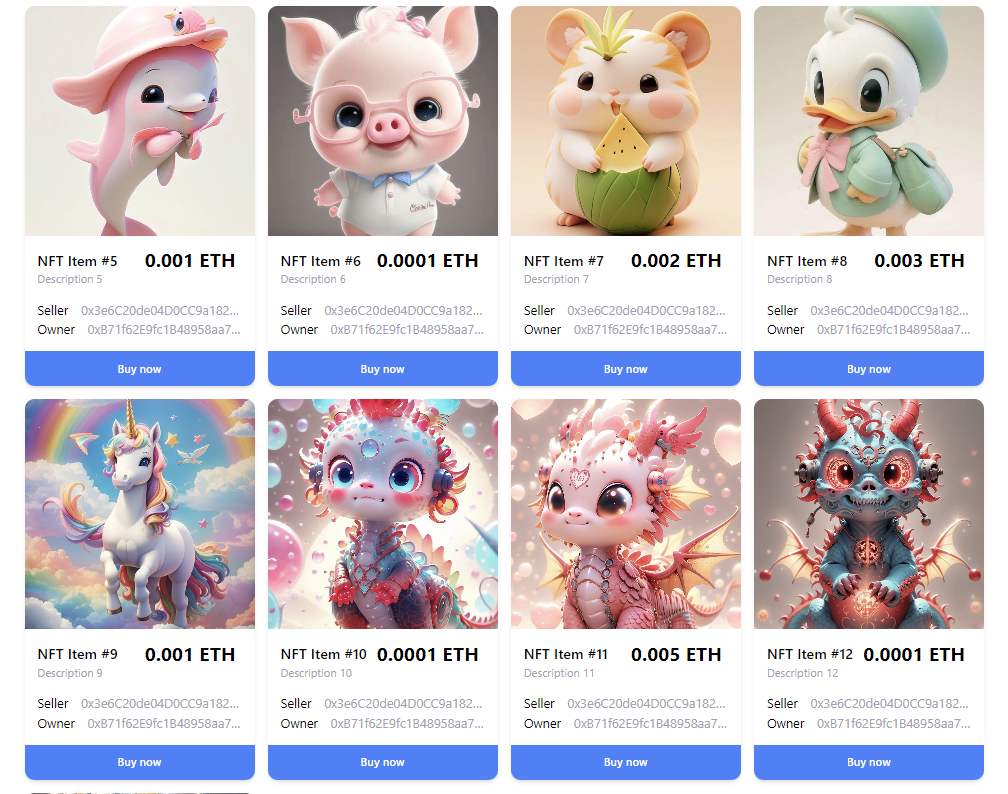 NFT Item #5 0.001 ETH
Description 5
Seller 0x3e6C20de04D0CC9a182...
Owner 0xB71f62E9fc1B48958aa7...
Buy now
NFT Item #6 0.0001 ETH
Description 6
Seller 0x3e6C20de04D0CC9a182...
Owner 0xB71f62E9fc1B48958aa7...
Buy now
NFT Item #7 0.002 ETH
Description 7
Seller 0x3e6C20de04D0CC9a182...
Owner 0xB71f62E9fc1B48958aa7...
Buy now
NFT Item #8 0.003 ETH
Description 8
Seller 0x3e6C20de04D0CC9a182...
Owner 0xB71f62E9fc1B48958aa7...
Buy now
NFT Item #9 0.001 ETH
Description 9
Seller 0x3e6C20de04D0CC9a182...
Owner 0xB71f62E9fc1B48958aa7...
Buy now
NFT Item #10 0.0001 ETH
Description 10
Seller 0x3e6C20de04D0CC9a182...
Owner 0xB71f62E9fc1B48958aa7...
Buy now
NFT Item #11 0.005 ETH
Description 11
Seller 0x3e6C20de04D0CC9a182...
Owner 0xB71f62E9fc1B48958aa7...
Buy now
NFT Item #12 0.0001 ETH
Description 12
Seller 0x3e6C20de04D0CC9a182...
Owner 0xB71f62E9fc1B48958aa7...
Buy now